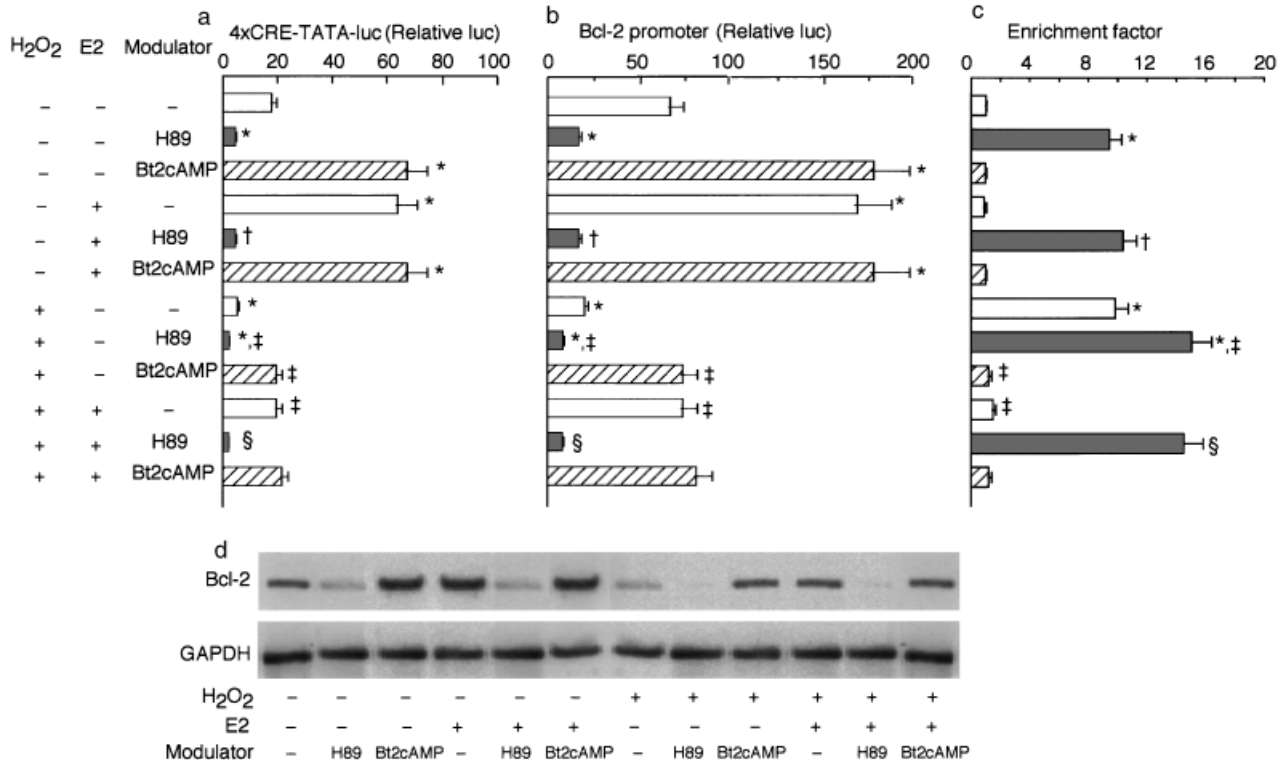 a
4xCRE-TATA-luc (Relative luc)
b
Bcl-2 promoter (Relative luc)
c
Enrichment factor
H2O2 E2 Modulator
0 20 40 60 80 100
0 50 100 150 200
0 4 8 12 16 20
– – –
– – H89 * * *
– – Bt2cAMP * *
– + – * *
– + H89 † † †
– + Bt2cAMP * *
+ – – * * *
+ – H89 *,‡ *,‡ *,‡
+ – Bt2cAMP ‡ ‡ ‡
+ + – ‡ ‡ ‡
+ + H89 § § §
+ + Bt2cAMP
d
Bcl-2
GAPDH
H2O2 – – – – – – + + + + + +
E2 – – – + + + – – – + + +
Modulator – H89 Bt2cAMP – H89 Bt2cAMP – H89 Bt2cAMP – H89 Bt2cAMP